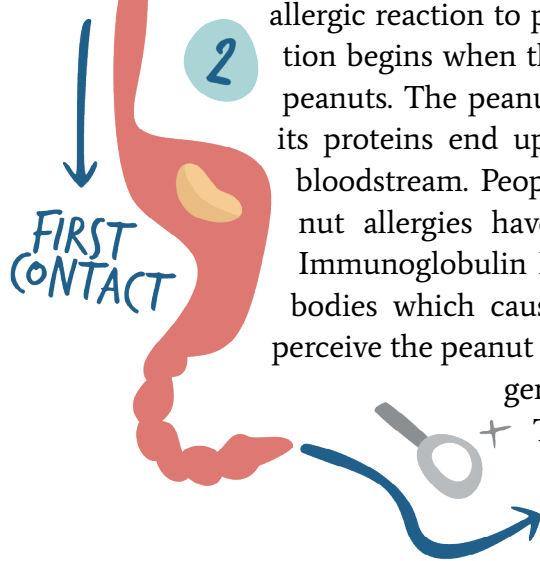 2
allergic reaction to p
tion begins when th
peanuts. The peanu
its proteins end up
bloodstream. Peop
nut allergies hav
Immunoglobulin
bodies which caus
perceive the peanut
ger
T
FIRST
CONTACT